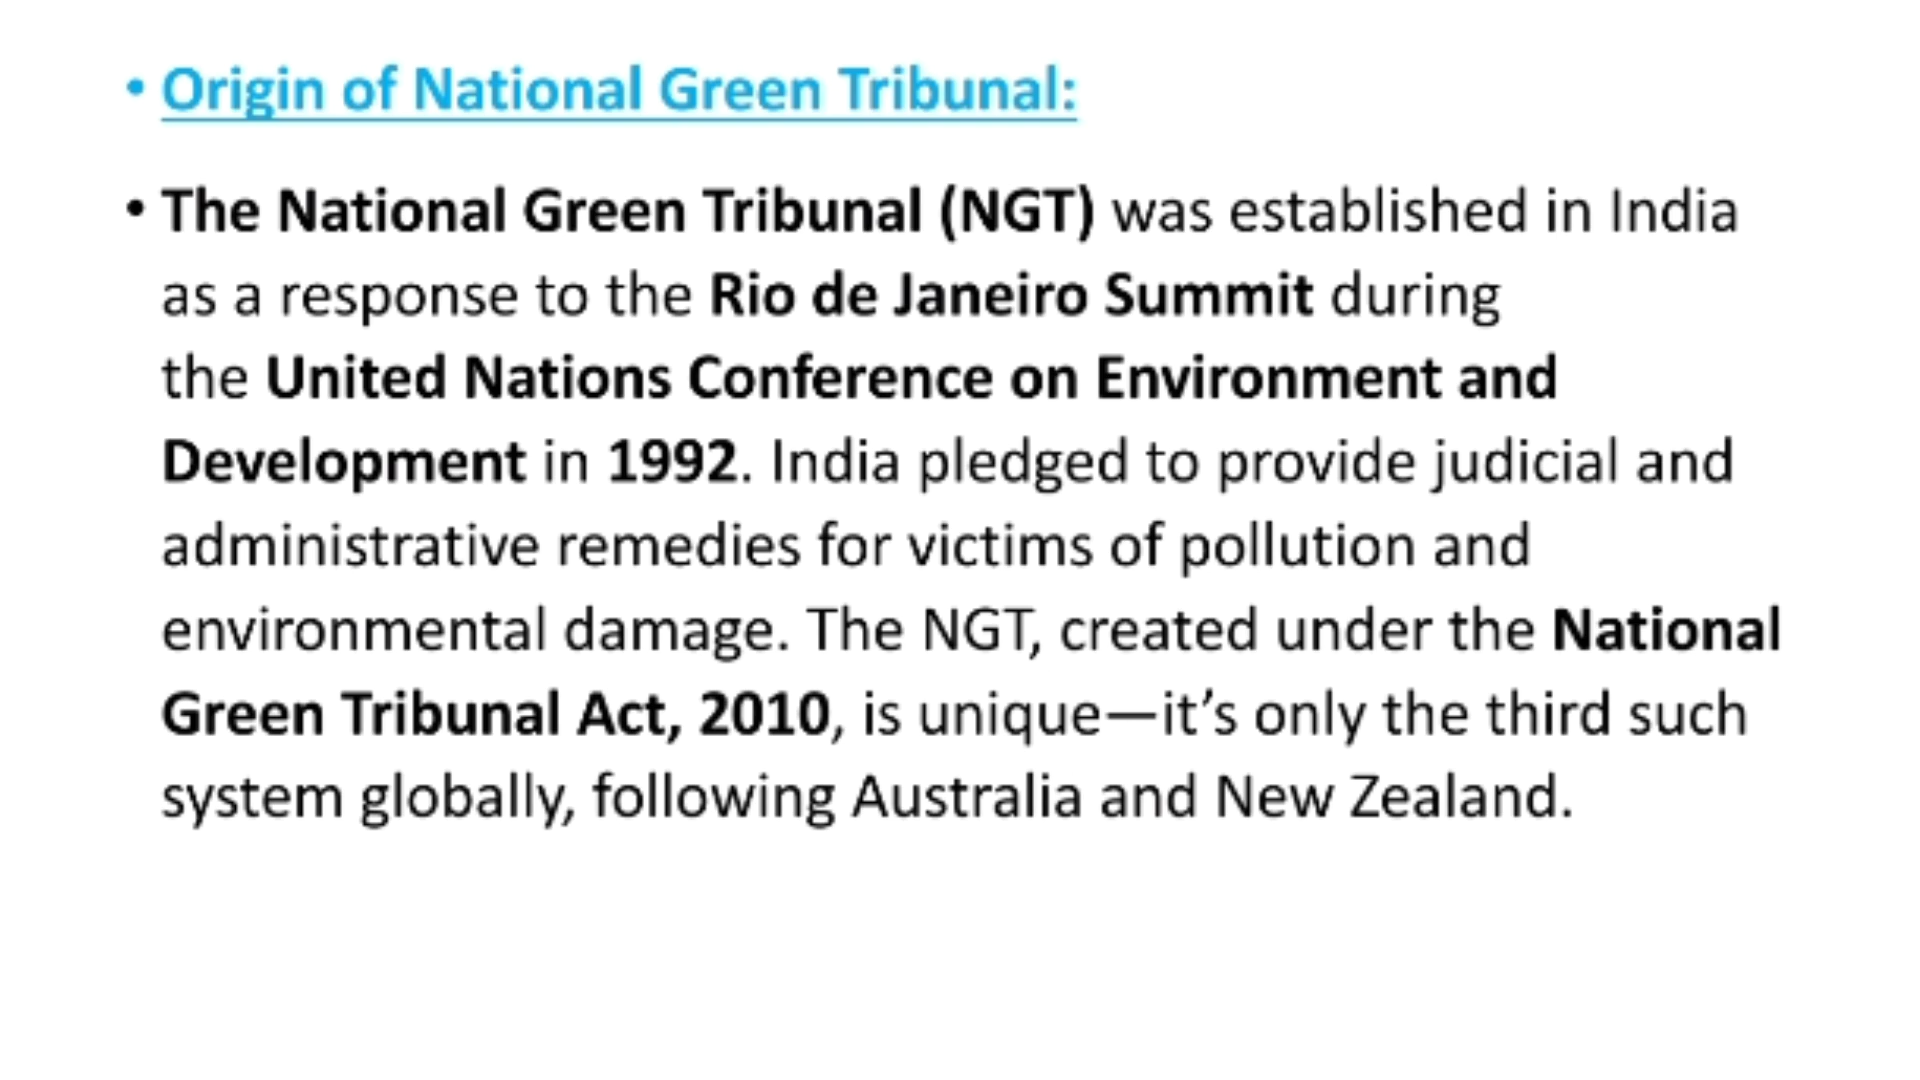 • Origin of National Green Tribunal:
• The National Green Tribunal (NGT) was established in India
as a response to the Rio de Janeiro Summit during
the United Nations Conference on Environment and
Development in 1992. India pledged to provide judicial and
administrative remedies for victims of pollution and
environmental damage. The NGT, created under the National
Green Tribunal Act, 2010, is unique—it’s only the third such
system globally, following Australia and New Zealand.